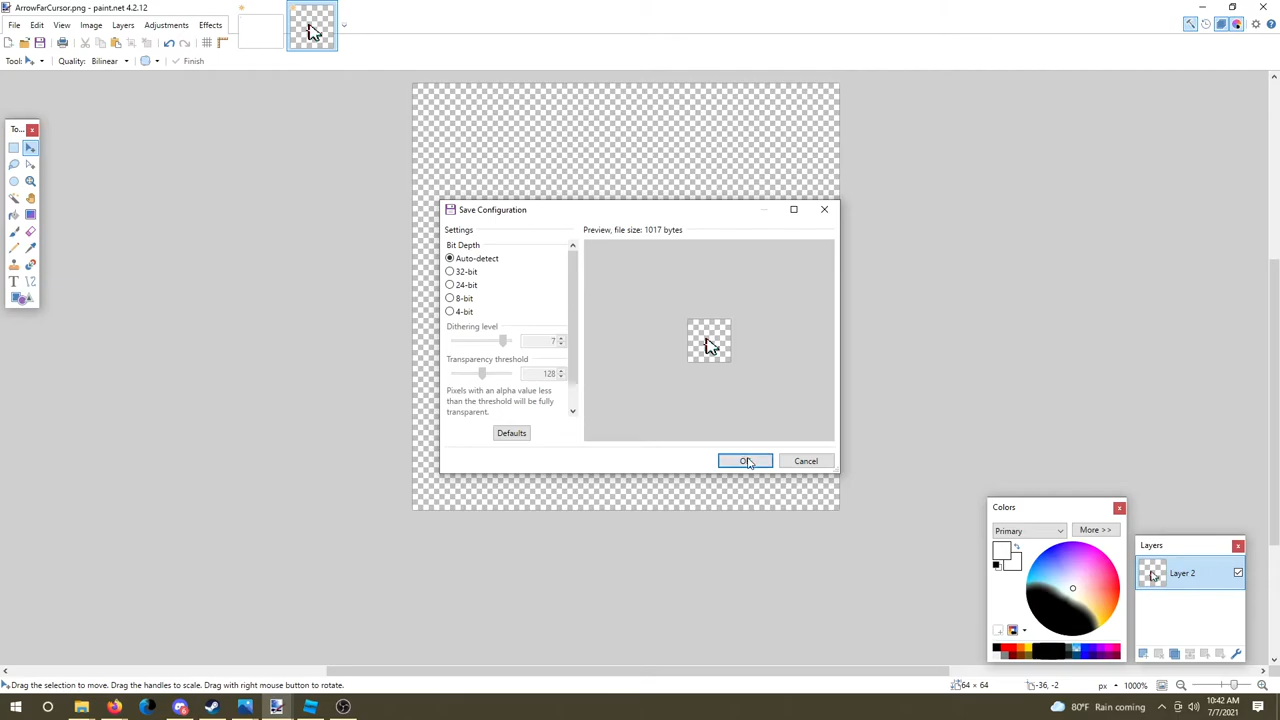 ArrowFarCursor.png - paint.net 4.2.12
File Edit View Image Layers Adjustments Effects
Tool: Quality: Bilinear Finish
To...
Save Configuration
Settings
Preview, file size: 1017 bytes
Bit Depth
Auto-detect
32-bit
24-bit
8-bit
4-bit
Dithering level
7
Transparency threshold
128
Pixels with an alpha value less
than the threshold will be fully
transparent.
Defaults
Cancel
Colors
Primary
More >>
Layers
Layer 2
Drag the selection to move. Drag the handles to scale. Drag with right mouse button to rotate.
64 × 64
-36, -2
px
1000%
80°F Rain coming
10:42 AM
7/7/2021